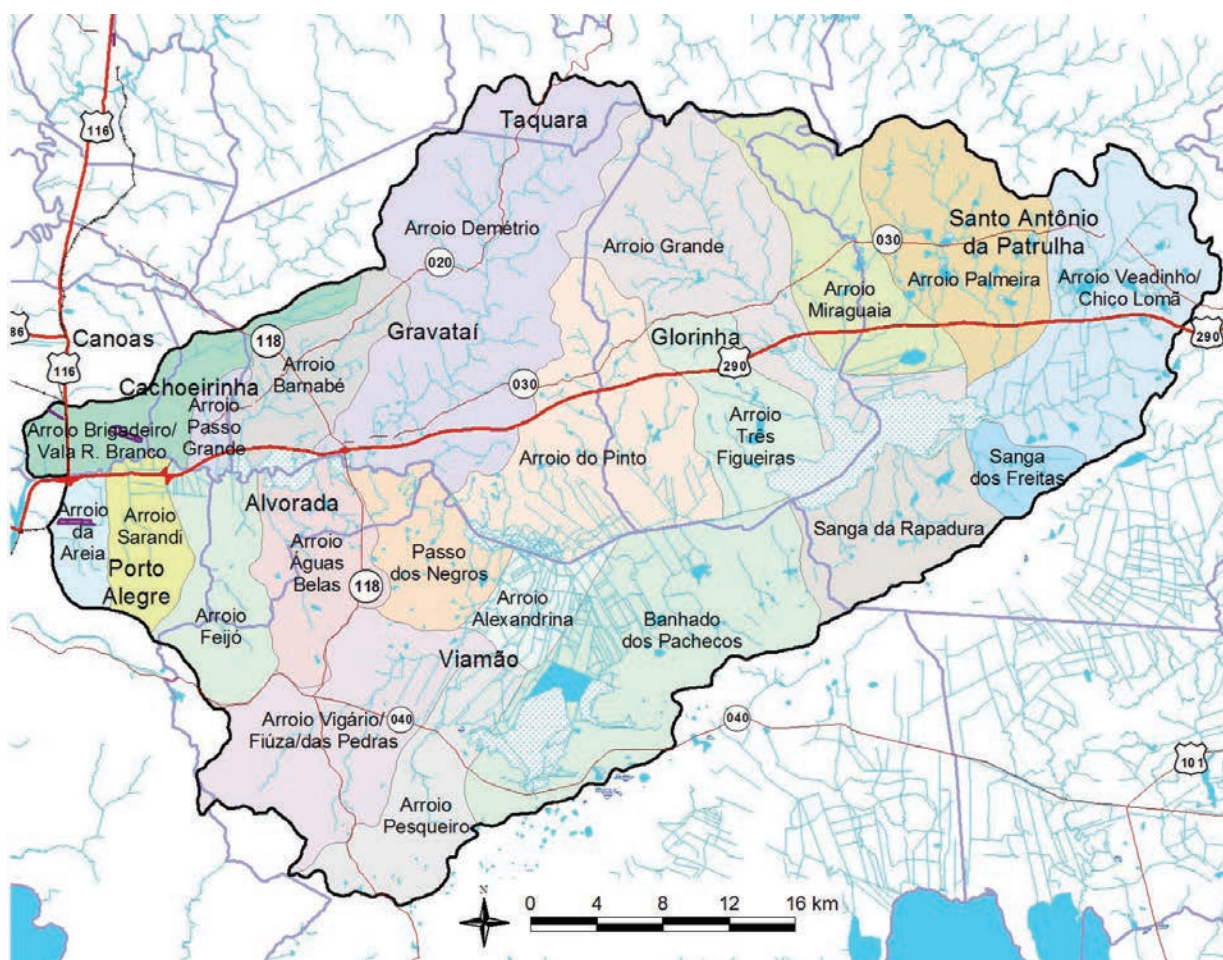 116
Taquara
Arroio Demétrio
020
Arroio Grande
030
Santo Antônio
da Patrulha
Arroio
Miraguaia
Arroio Palmeira
Arroio Veadinho/
Chico Lomã
86
Canoas
116
118
Gravataí
Glorinha
290
290
Cachoeirinha
Arroio
Barnabé
030
Arroio
Passo
Grande
Arroio Brigadeiro/
Vala R. Branco
Arroio
Três
Figueiras
Arroio do Pinto
Sanga
dos Freitas
Alvorada
Arroio
da
Areia
Arroio
Sarandi
Sanga da Rapadura
Arroio
Águas
Belas
Passo
dos Negros
Porto
Alegre
118
Arroio
Feijó
Arroio
Alexandrina
Banhado
dos Pachecos
Viamão
Arroio Vigário/
Fiúza/das Pedras
040
040
101
Arroio
Pesqueiro
N
0 4 8 12 16 km